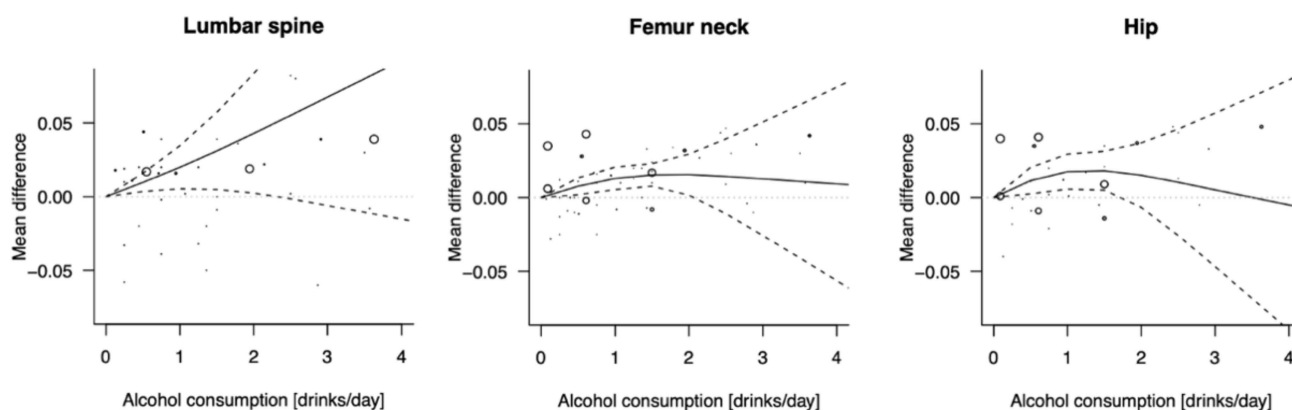 Lumbar spine
Mean difference
0.05
0.00
−0.05
0 1 2 3 4
Alcohol consumption [drinks/day]
Femur neck
Mean difference
0.05
0.00
−0.05
0 1 2 3 4
Alcohol consumption [drinks/day]
Hip
Mean difference
0.05
0.00
−0.05
0 1 2 3 4
Alcohol consumption [drinks/day]